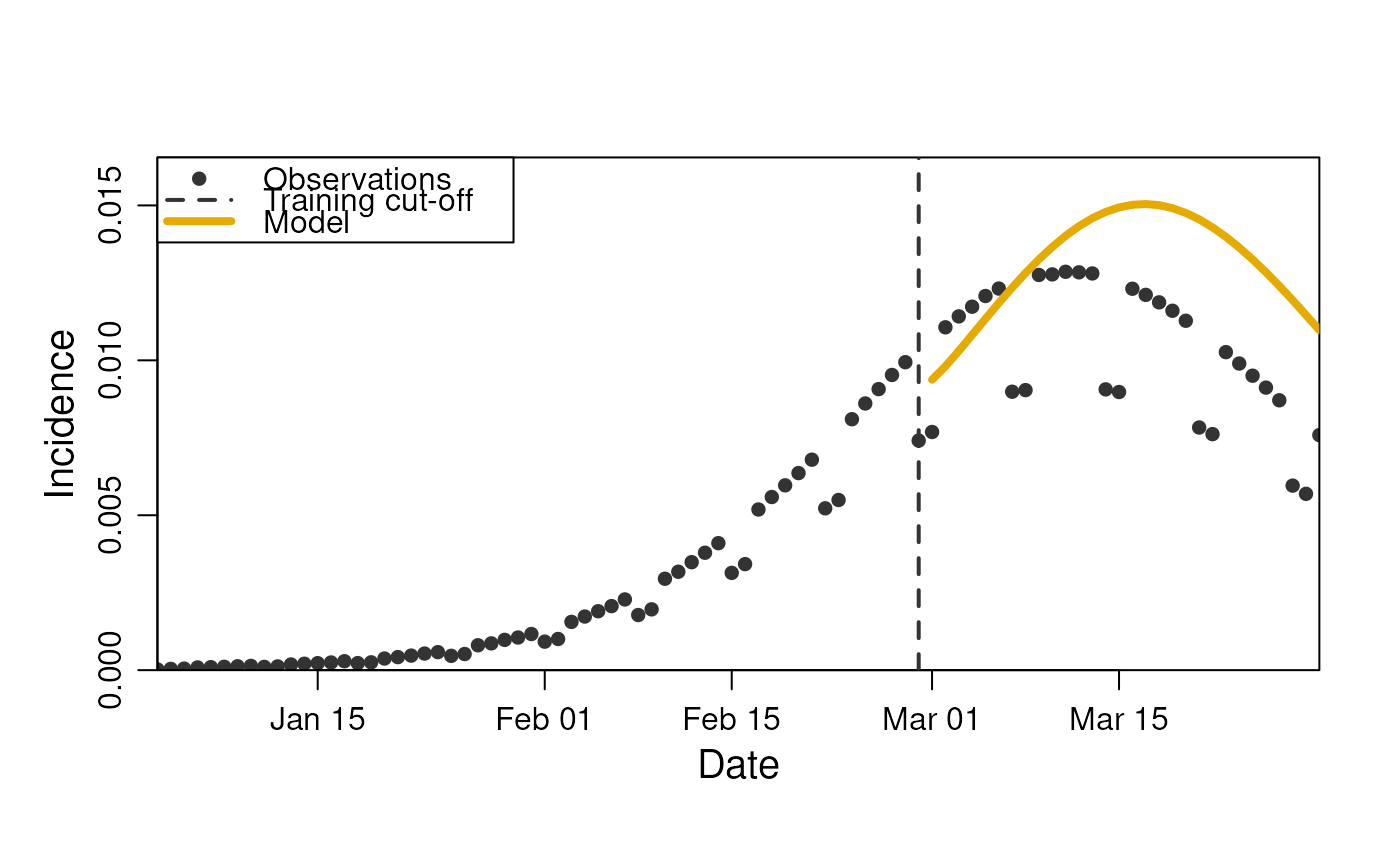 Observations
Training cut-off
Model
0.015
0.010
0.005
0.000
Incidence
Jan 15 Feb 01 Feb 15 Mar 01 Mar 15
Date